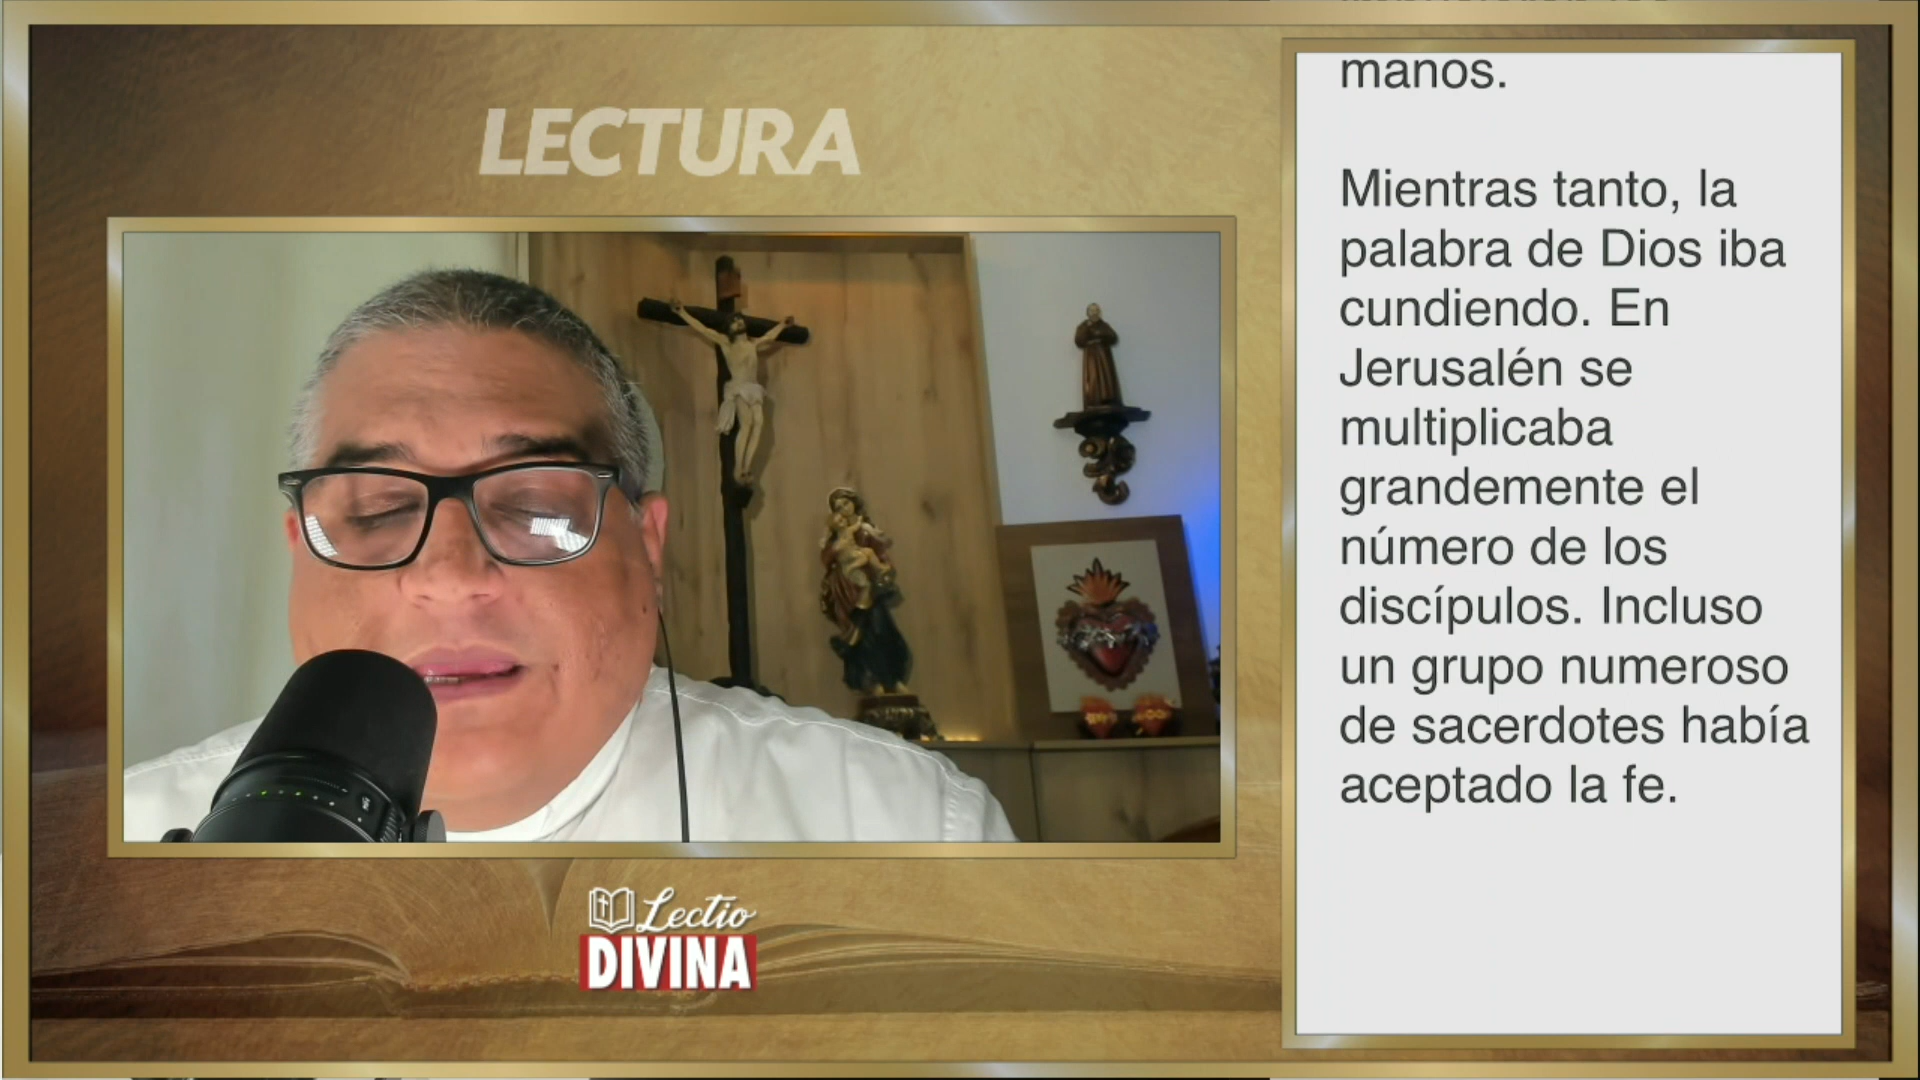 LECTURA
Lectio
DIVINA
manos.
Mientras tanto, la
palabra de Dios iba
cundiendo. En
Jerusalén se
multiplicaba
grandemente el
número de los
discípulos. Incluso
un grupo numeroso
de sacerdotes había
aceptado la fe.